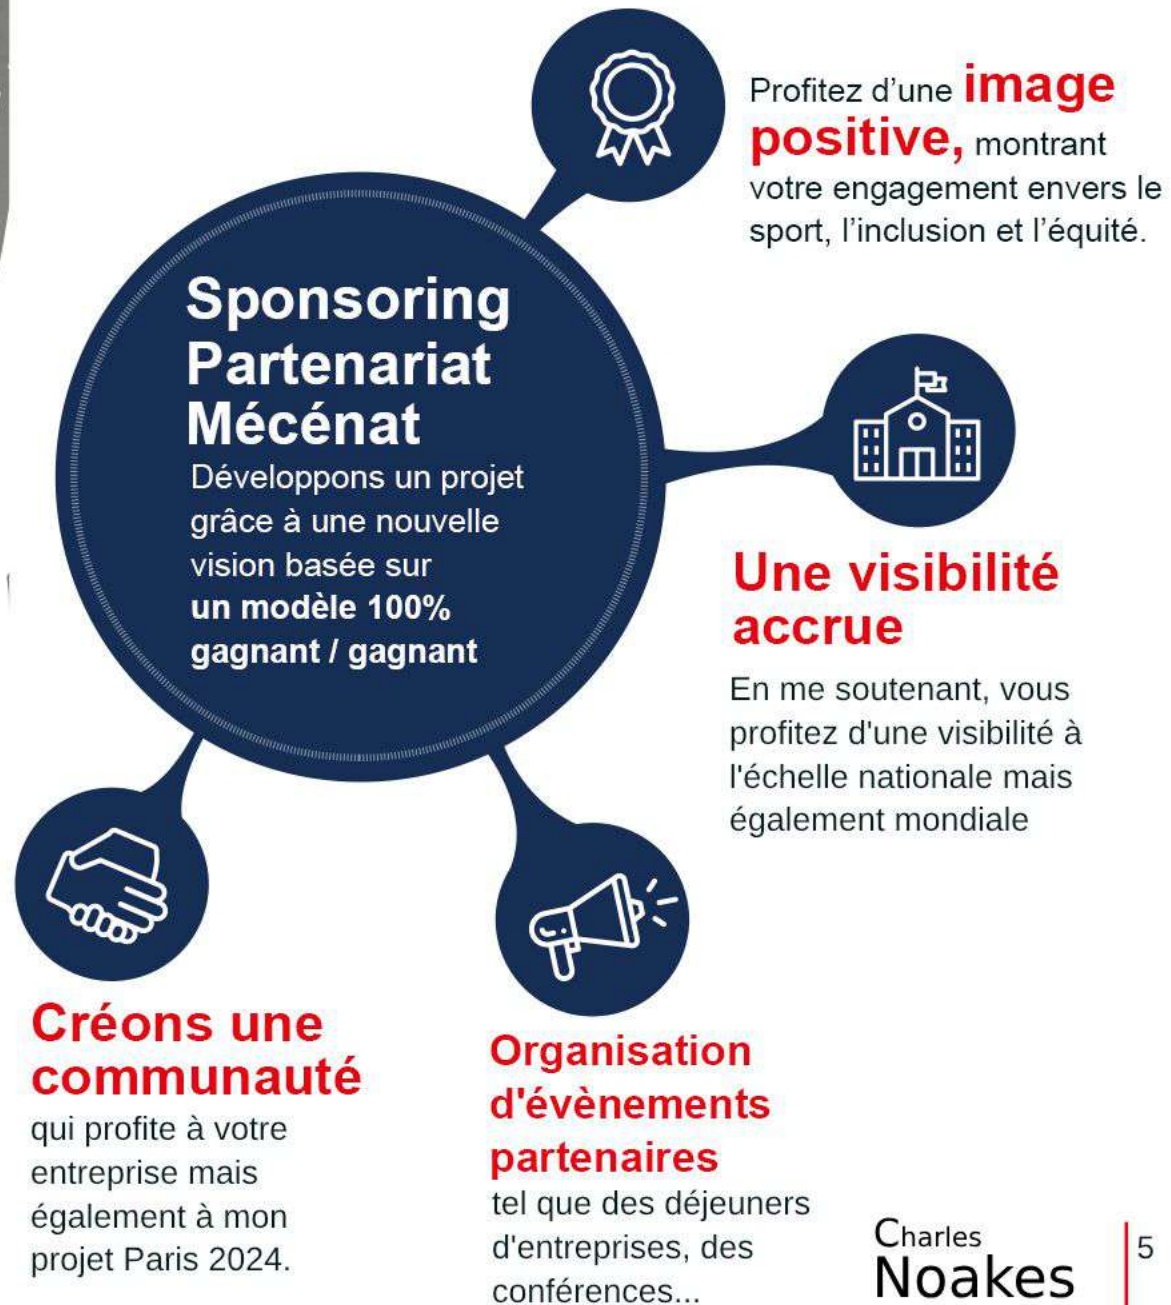 Profitez d’une image
positive, montrant
votre engagement envers le
sport, l’inclusion et l’équité.
Sponsoring
Partenariat
Mécénat
Développons un projet
grâce à une nouvelle
vision basée sur
un modèle 100%
gagnant / gagnant
Une visibilité
accrue
En me soutenant, vous
profitez d'une visibilité à
l'échelle nationale mais
également mondiale
Créons une
communauté
qui profite à votre
entreprise mais
également à mon
projet Paris 2024.
Organisation
d'évènements
partenaires
tel que des déjeuners
d'entreprises, des
conférences...
Charles
Noakes
5